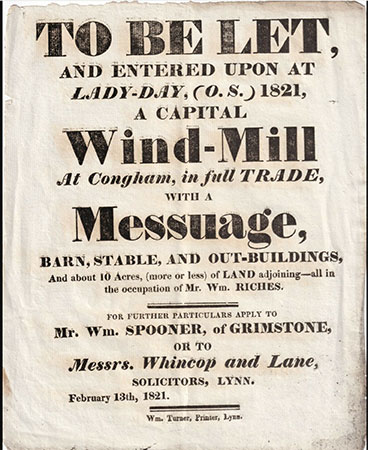 TO BE LET,
AND ENTERED UPON AT
LADY-DAY, (O. S.) 1821,
A CAPITAL
Wind-Mill
At Congham, in full TRADE,
WITH A
Messuage,
BARN, STABLE, AND OUT-BUILDINGS,
And about 10 Acres, (more or less) of LAND adjoining—all in
the occupation of Mr. Wm. RICHES.
FOR FURTHER PARTICULARS APPLY TO
Mr. Wm. SPOONER, of GRIMSTONE,
OR TO
Messrs. Whincop and Lane,
SOLICITORS, LYNN.
February 13th, 1821.
Wm. Turner, Printer, Lynn.